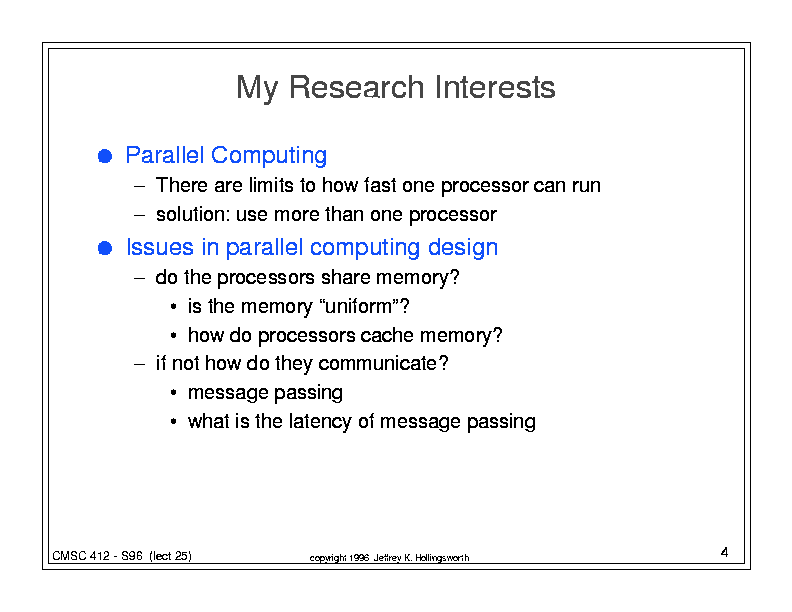 My Research Interests
● Parallel Computing
– There are limits to how fast one processor can run
– solution: use more than one processor
● Issues in parallel computing design
– do the processors share memory?
• is the memory “uniform”?
• how do processors cache memory?
– if not how do they communicate?
• message passing
• what is the latency of message passing
CMSC 412 - S96 (lect 25)
copyright 1996 Jeffrey K. Hollingsworth
4